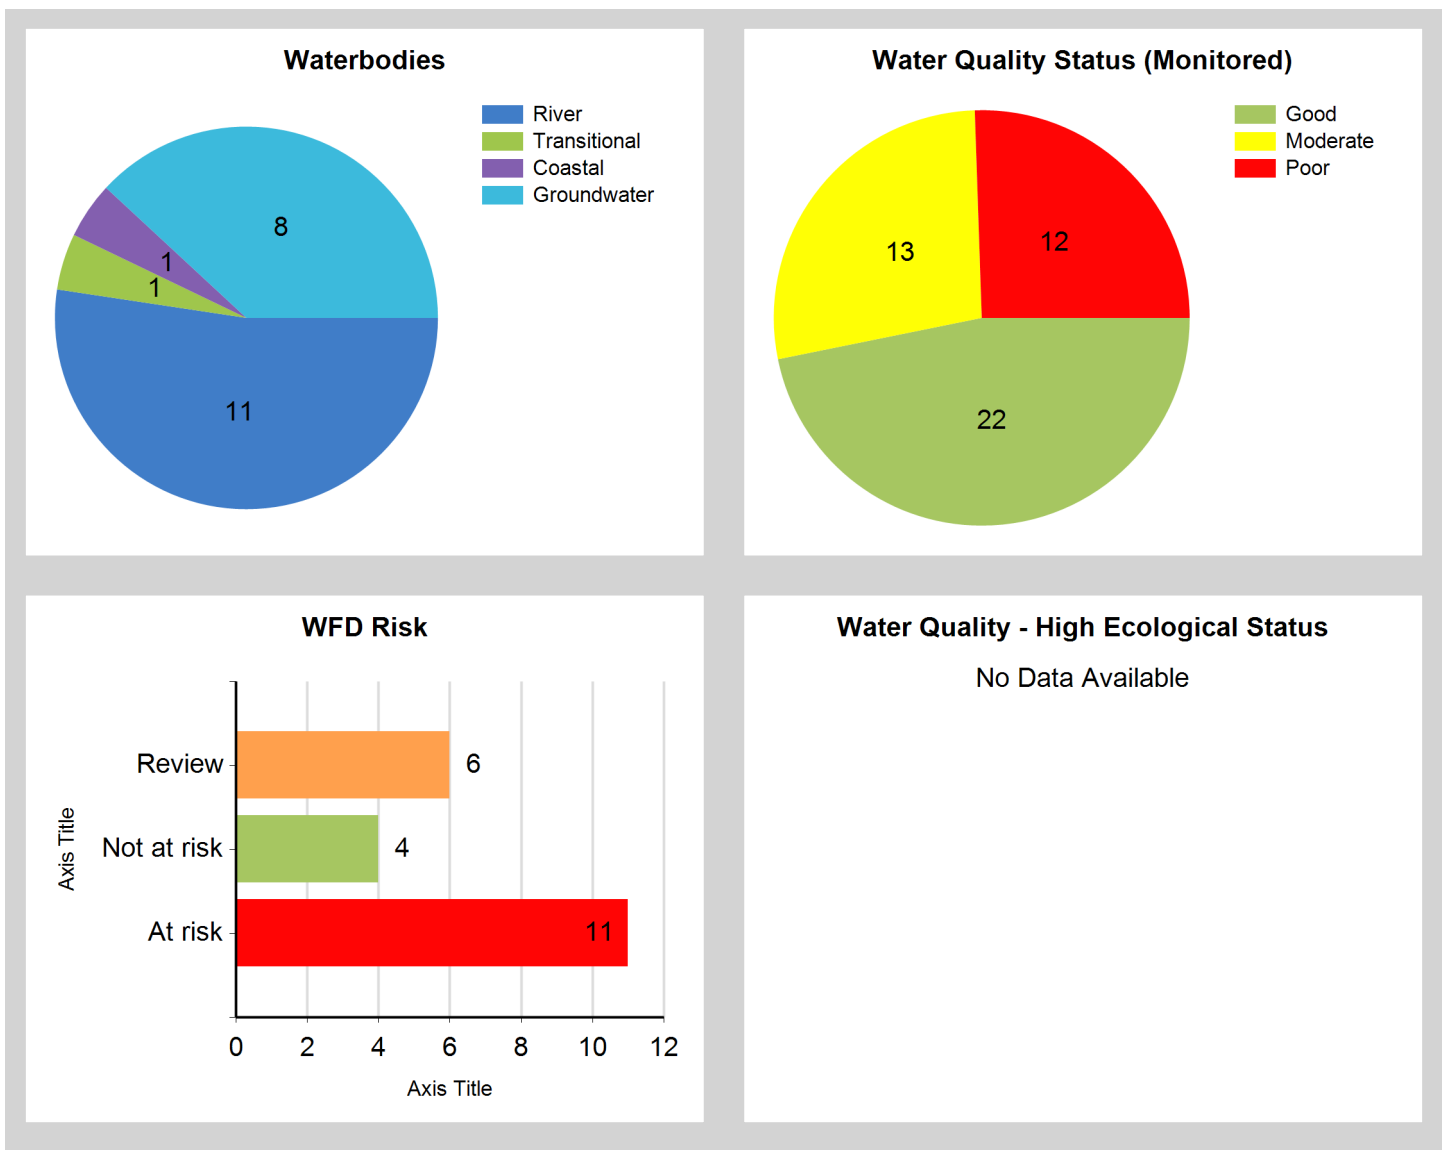 Waterbodies
River
Transitional
Coastal
Groundwater
8
1
1
11
Water Quality Status (Monitored)
Good
Moderate
Poor
13
12
22
WFD Risk
Axis Title
Review
6
Not at risk
4
At risk
11
0 2 4 6 8 10 12
Axis Title
Water Quality - High Ecological Status
No Data Available